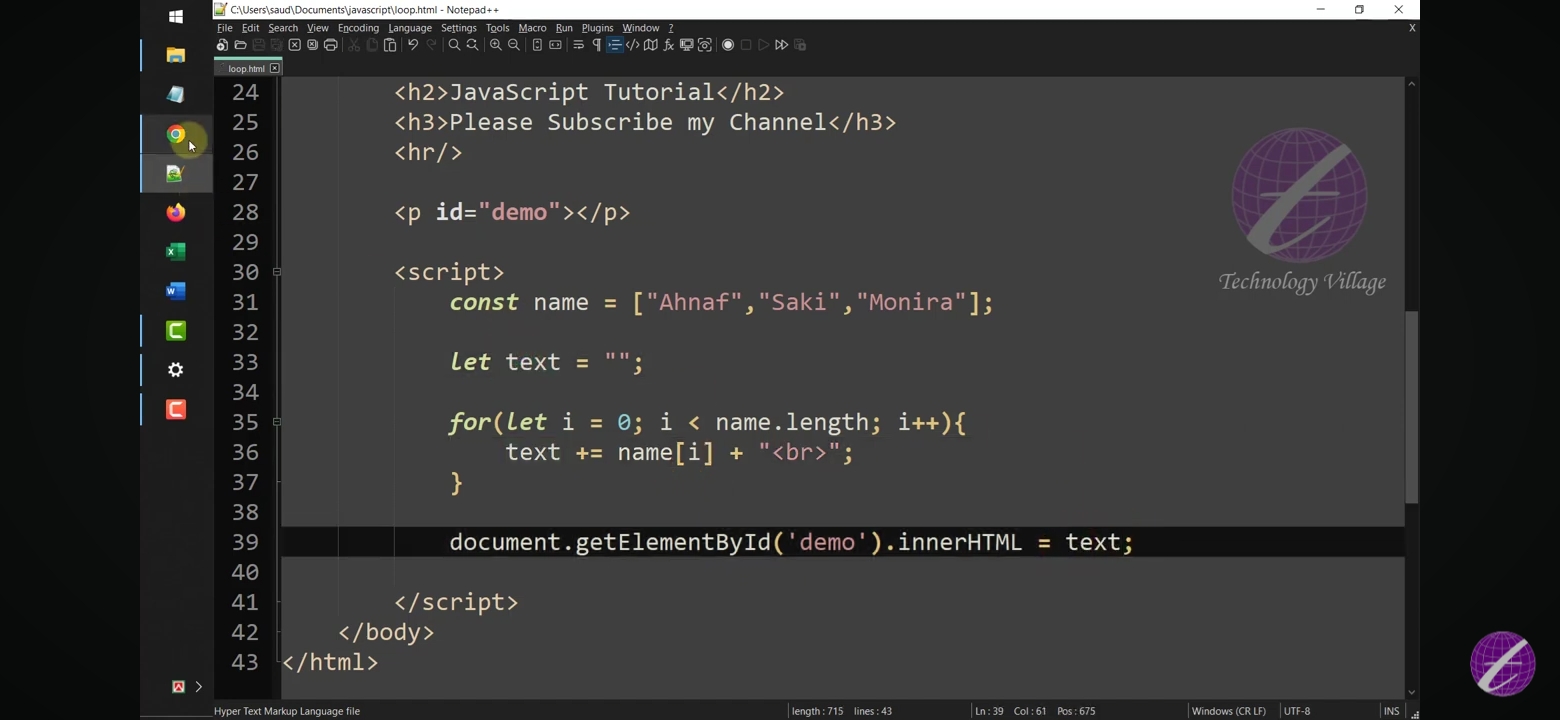 C:\Users\saud\Documents\javascript\loop.html - Notepad++
File Edit Search View Encoding Language Settings Tools Macro Run Plugins Window ? X
loop.html
24 <h2>JavaScript Tutorial</h2>
25 <h3>Please Subscribe my Channel</h3>
26 <hr/>
27
28 <p id="demo"></p>
29
30 <script>
31 const name = ["Ahnaf","Saki","Monira"];
32
33 let text = "";
34
35 for(let i = 0; i < name.length; i++){
36 text += name[i] + "<br>";
37 }
38
39 document.getElementById('demo').innerHTML = text;
40
41 </script>
42 </body>
43 </html>
Technology Village
Hyper Text Markup Language file length : 715 lines : 43 Ln : 39 Col : 61 Pos : 675 Windows (CR LF) UTF-8 INS